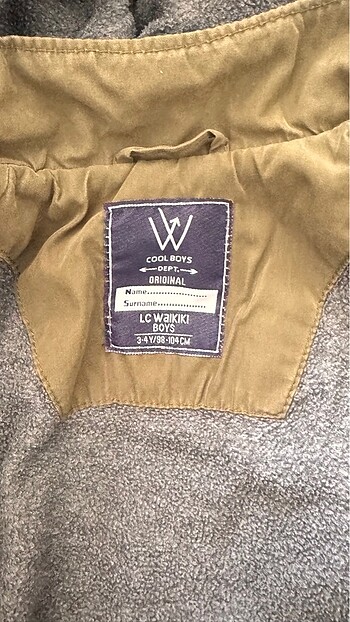 W
COOL BOYS
DEPT.
ORIGINAL
Name....................
Surname.................
LC WAIKIKI
BOYS
3-4 Y/98-104 CM